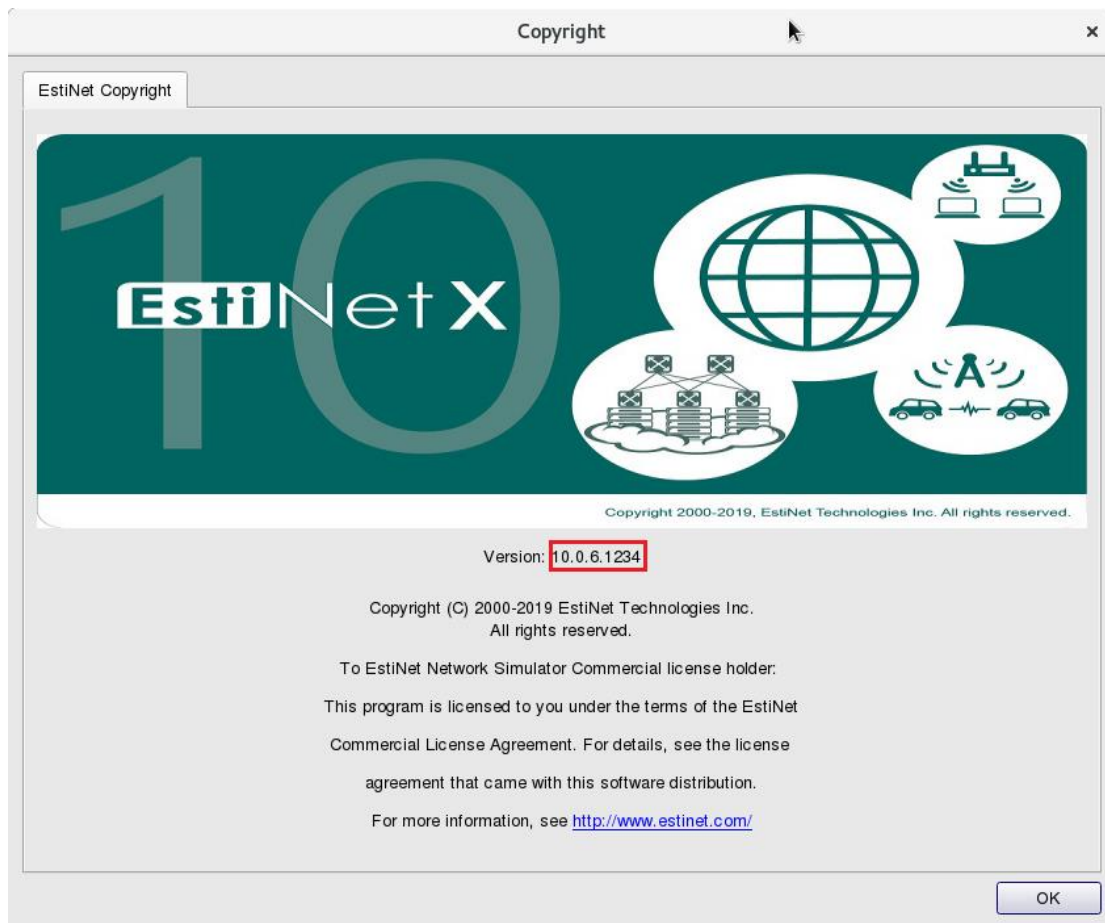 Copyright
EstiNet Copyright
10
EstiNet X
A
Copyright 2000-2019, EstiNet Technologies Inc. All rights reserved.
Version: 10.0.6.1234
Copyright (C) 2000-2019 EstiNet Technologies Inc.
All rights reserved.
To EstiNet Network Simulator Commercial license holder:
This program is licensed to you under the terms of the EstiNet
Commercial License Agreement. For details, see the license
agreement that came with this software distribution.
For more information, see http://www.estinet.com/
OK